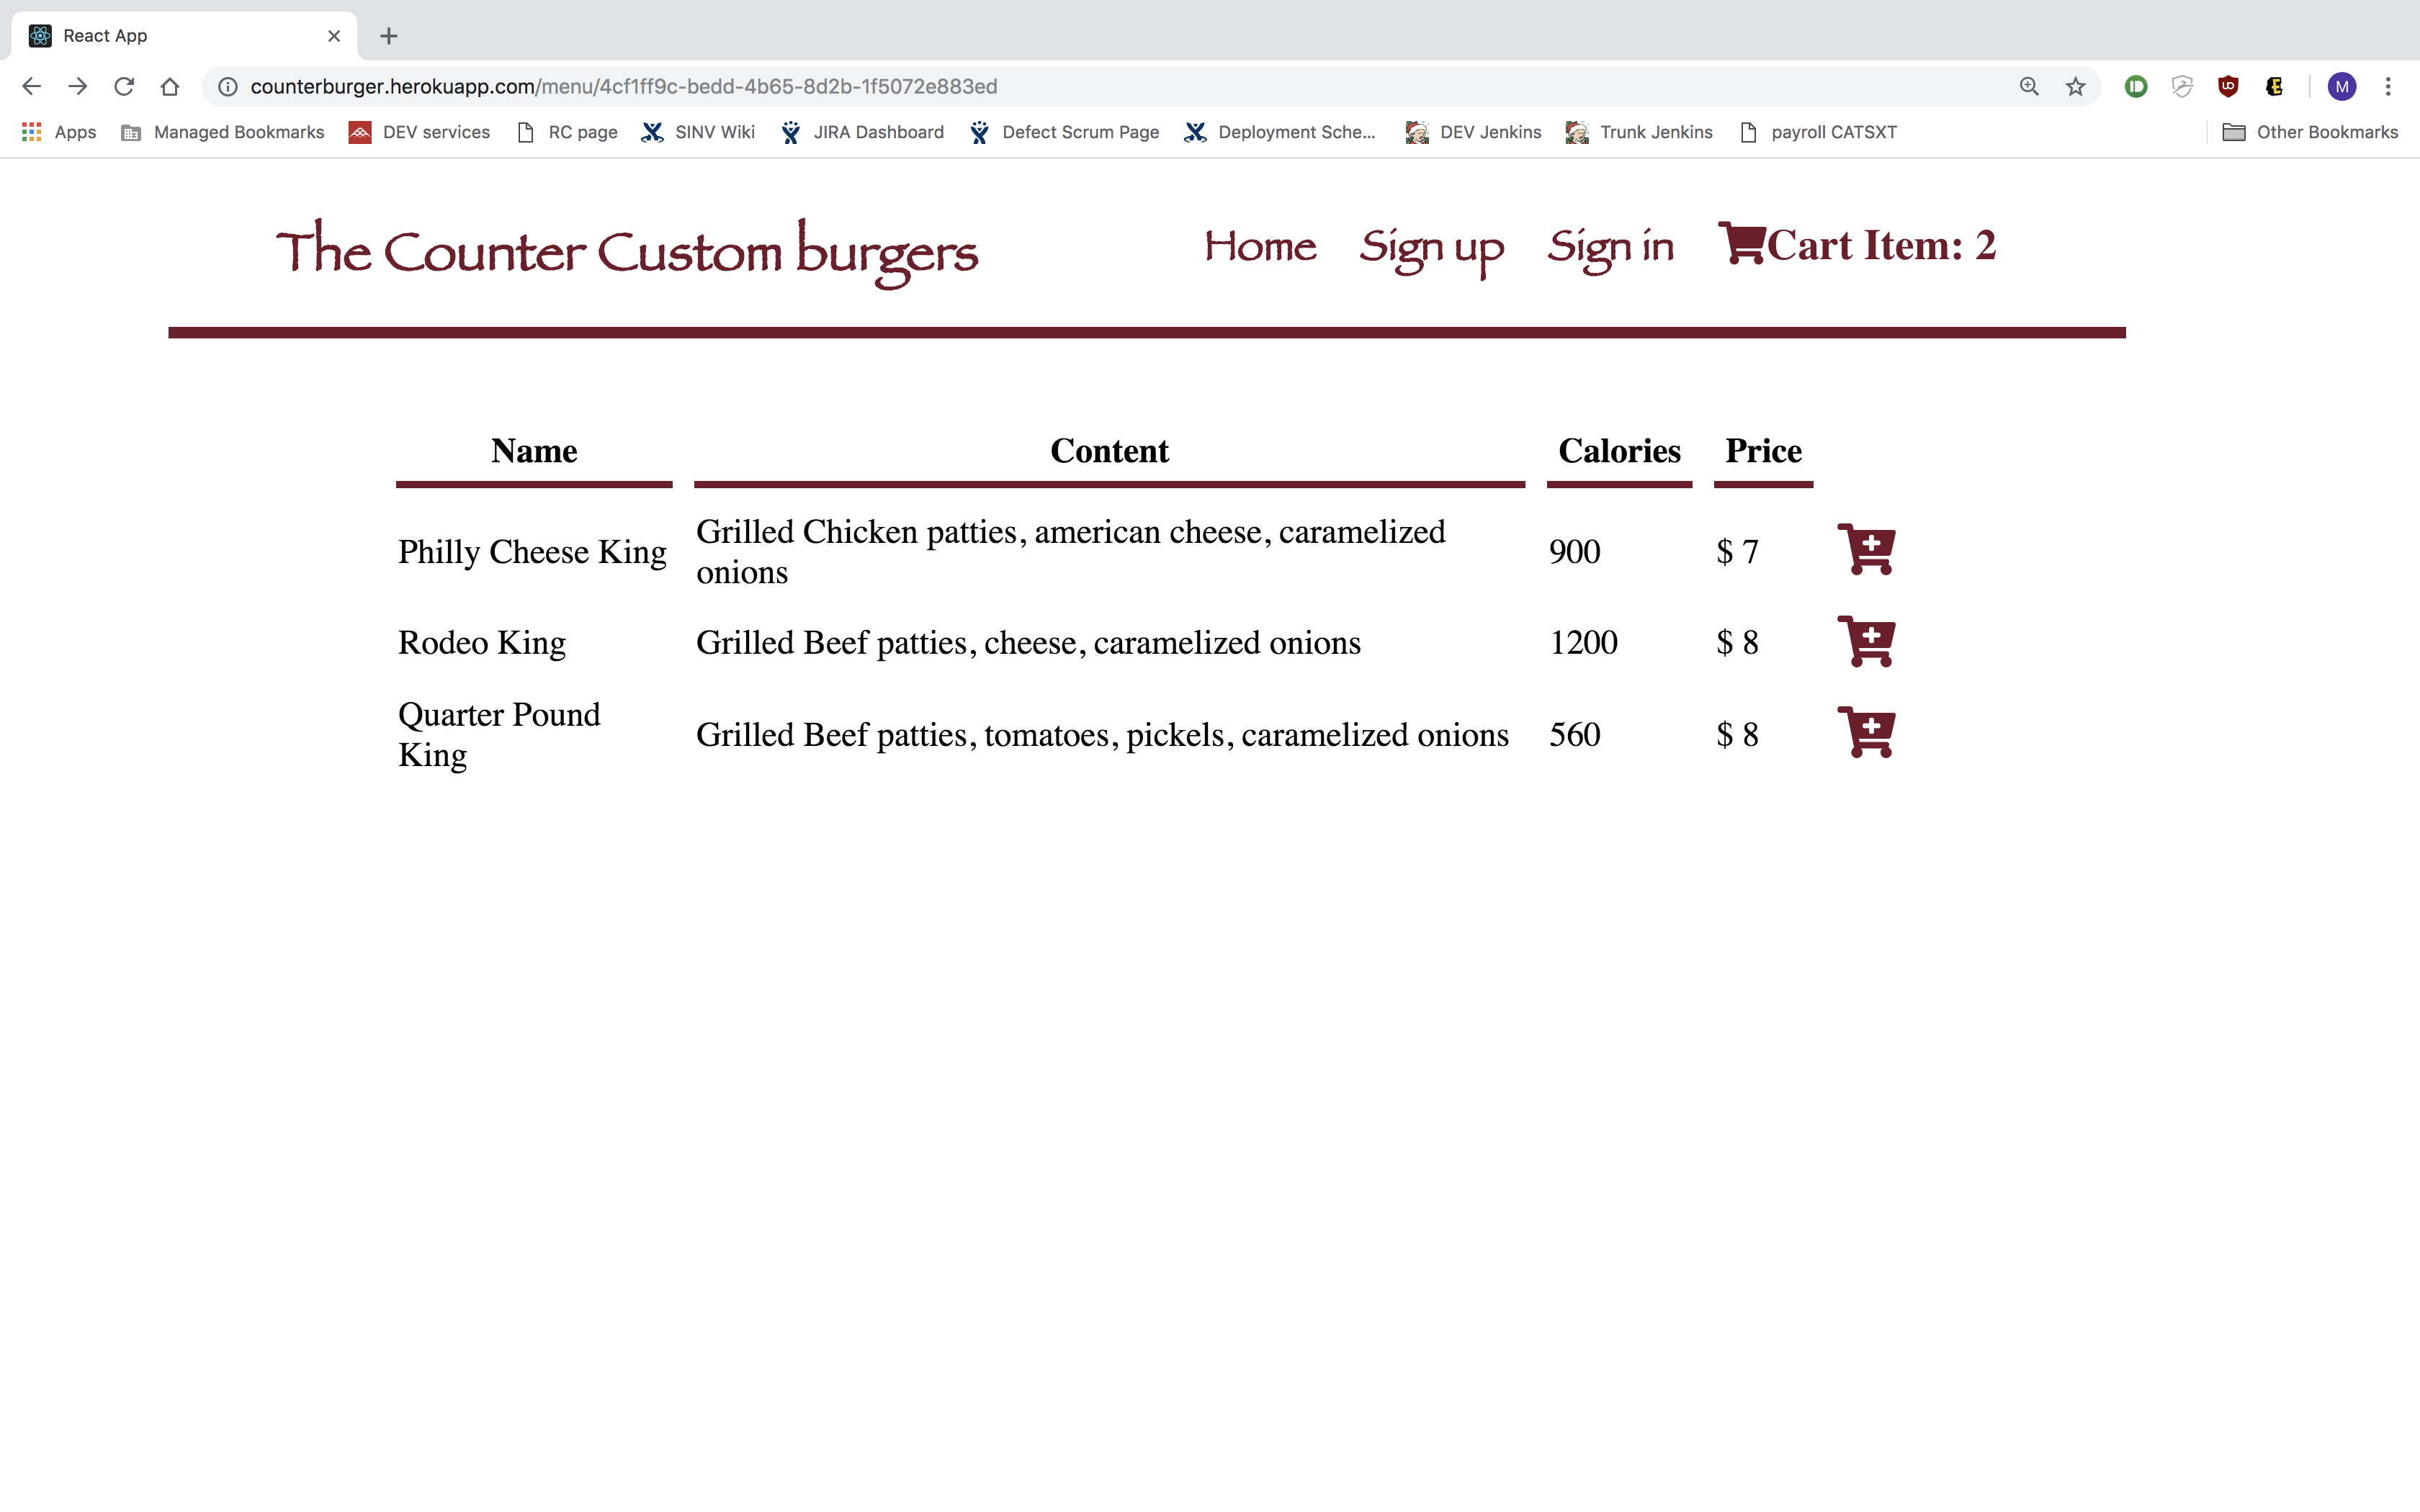 React App
counterburger.herokuapp.com/menu/4cf1ff9c-bedd-4b65-8d2b-1f5072e883ed
M
Apps Managed Bookmarks DEV services RC page SINV Wiki JIRA Dashboard Defect Scrum Page Deployment Sche... DEV Jenkins Trunk Jenkins payroll CATSXT Other Bookmarks
The Counter Custom burgers Home Sign up Sign in Cart Item: 2
Name Content Calories Price
Philly Cheese King Grilled Chicken patties, american cheese, caramelized
onions 900 $ 7
Rodeo King Grilled Beef patties, cheese, caramelized onions 1200 $ 8
Quarter Pound
King Grilled Beef patties, tomatoes, pickels, caramelized onions 560 $ 8